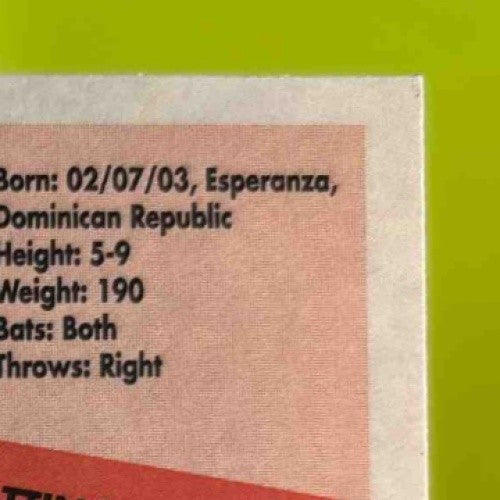 Born: 02/07/03, Esperanza,
Dominican Republic
Height: 5-9
Weight: 190
Bats: Both
Throws: Right